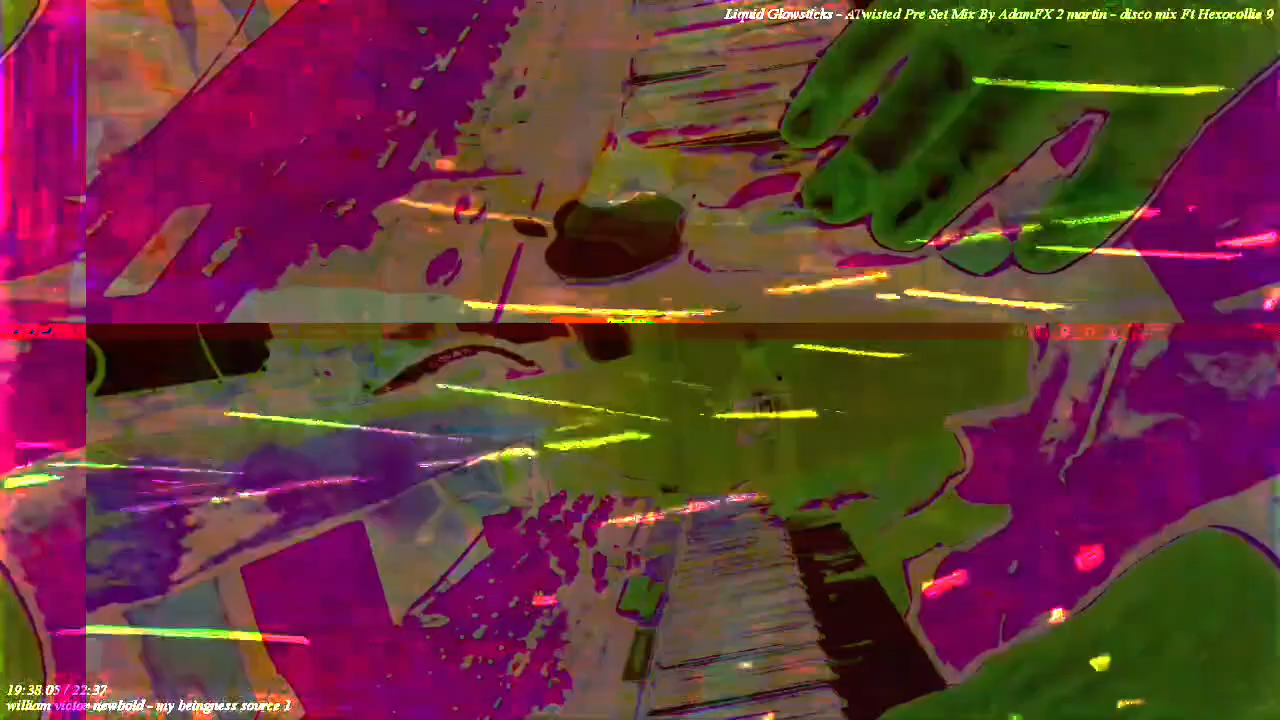 Liquid Glowsticks - ATwisted Pre Set Mix By AdamFX 2 martin - disco mix Ft Hexocollie 9
19:38.05 / 22:37
william victor newbold - my beingness source 1